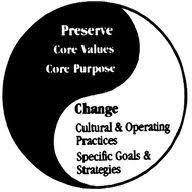 Preserve
Core Values
Core Purpose
Change
Cultural & Operating
Practices
Specific Goals &
Strategies